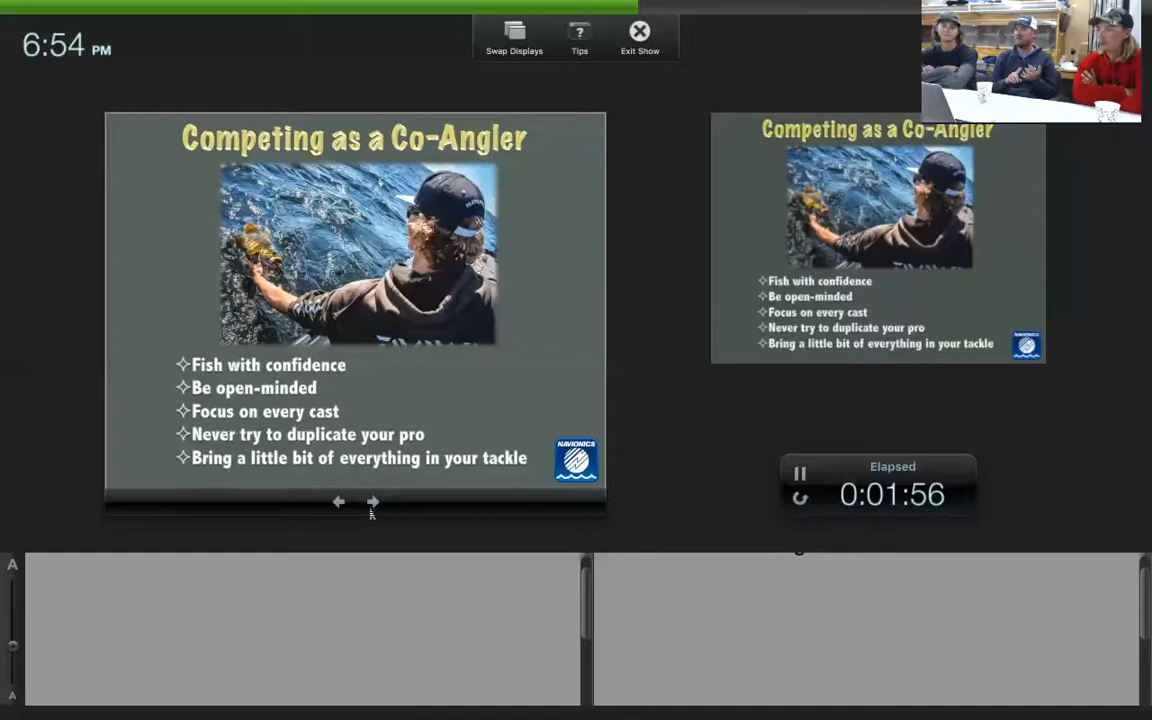 6:54 PM
Swap Displays
Tips
Exit Show
Competing as a Co-Angler
✧Fish with confidence
✧Be open-minded
✧Focus on every cast
✧Never try to duplicate your pro
✧Bring a little bit of everything in your tackle
NAVIONICS
Competing as a Co-Angler
✧Fish with confidence
✧Be open-minded
✧Focus on every cast
✧Never try to duplicate your pro
✧Bring a little bit of everything in your tackle
Elapsed
0:01:56
A
A